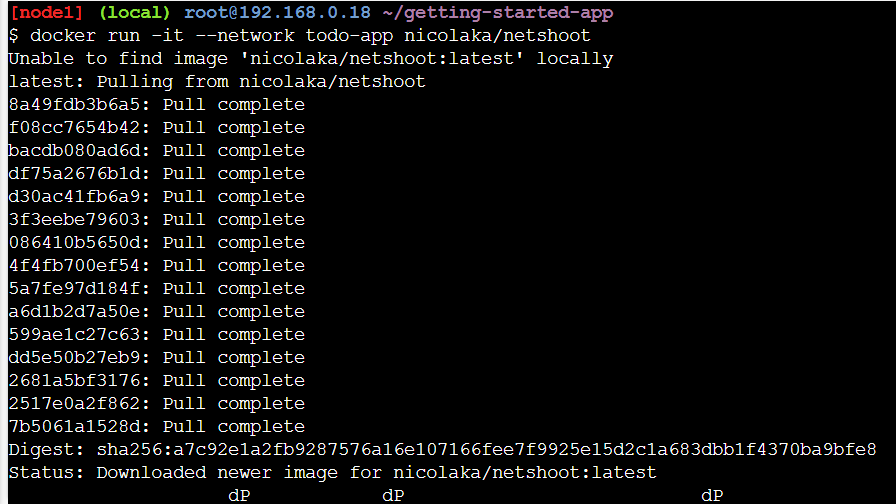 [node1] (local) root@192.168.0.18 ~/getting-started-app
$ docker run -it --network todo-app nicolaka/netshoot
Unable to find image 'nicolaka/netshoot:latest' locally
latest: Pulling from nicolaka/netshoot
8a49fdb3b6a5: Pull complete
f08cc7654b42: Pull complete
bacdb080ad6d: Pull complete
df75a2676b1d: Pull complete
d30ac41fb6a9: Pull complete
3f3eebe79603: Pull complete
086410b5650d: Pull complete
4f4fb700ef54: Pull complete
5a7fe97d184f: Pull complete
a6d1b2d7a50e: Pull complete
599ae1c27c63: Pull complete
dd5e50b27eb9: Pull complete
2681a5bf3176: Pull complete
2517e0a2f862: Pull complete
7b5061a1528d: Pull complete
Digest: sha256:a7c92e1a2fb9287576a16e107166fee7f9925e15d2c1a683dbb1f4370ba9bfe8
Status: Downloaded newer image for nicolaka/netshoot:latest
dP dP dP